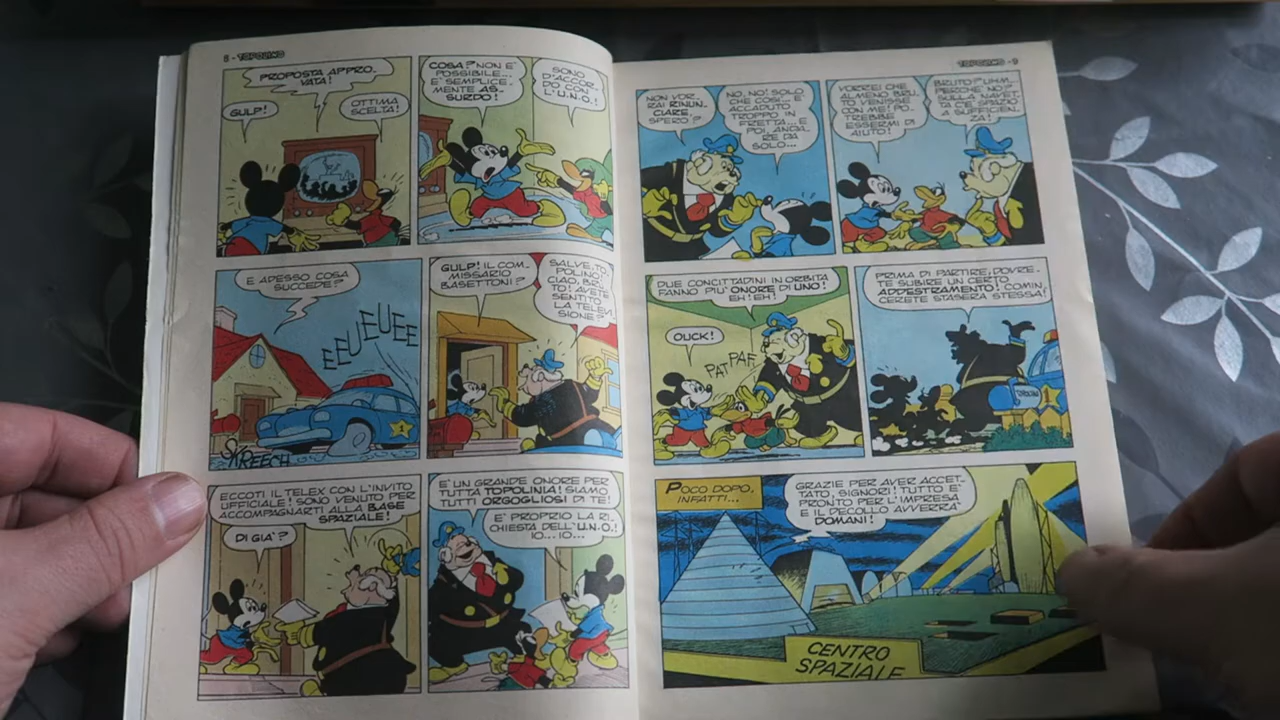 8 - TOPOLINO
PROPOSTA APPRO-
VATA!
GULP!
OTTIMA
SCELTA!
COSA? NON E'
POSSIBILE...
E' SEMPLICE-
MENTE AS-
SURDO!
SONO
D'ACCOR-
DO CON
L'U.N.O.!
E ADESSO COSA
SUCCEDE?
EEUEUEUEE
SKREECH
GULP! IL COM-
MISSARIO
BASETTONI?
SALVE, TO-
POLINO!
CIAO, BRU-
TO! AVETE
SENTITO
LA TELEVI-
SIONE?
ECCOTI IL TELEX CON L'INVITO
UFFICIALE! SONO VENUTO PER
ACCOMPAGNARTI ALLA BASE
SPAZIALE!
DI GIA'?
E' UN GRANDE ONORE PER
TUTTA TOPOLINIA! SIAMO
TUTTI ORGOGLIOSI DI TE!
E' PROPRIO LA RI-
CHIESTA DELL'U.N.O.!
IO... IO...
TOPOLINO - 9
NON VOR-
RAI RINUN-
CIARE,
SPERO?
NO, NO! SOLO
CHE COSI'... E'
ACCADUTO
TROPPO IN
FRETTA... E
POI, ANDA-
RE DA
SOLO...
VORREI CHE
ALMENO BRU-
TO VENISSE
CON ME! PO-
TREBBE
ESSERMI DI
AIUTO!
BRUTO? UHM...
PERCHE' NO?
SULLA NAVET-
TA C'E' SPAZIO
A SUFFICIEN-
ZA!
DUE CONCITTADINI IN ORBITA
FANNO PIU' ONORE DI UNO!
EH! EH!
OUCK!
PAT PAF
PRIMA DI PARTIRE, DOVRE-
TE SUBIRE UN CERTO
ADDESTRAMENTO! COMIN-
CERETE STASERA STESSA!
POCO DOPO,
INFATTI...
GRAZIE PER AVER ACCET-
TATO, SIGNORI! TUTTO E'
PRONTO PER L'IMPRESA
E IL DECOLLO AVVERRA'
DOMANI!
CENTRO
SPAZIALE